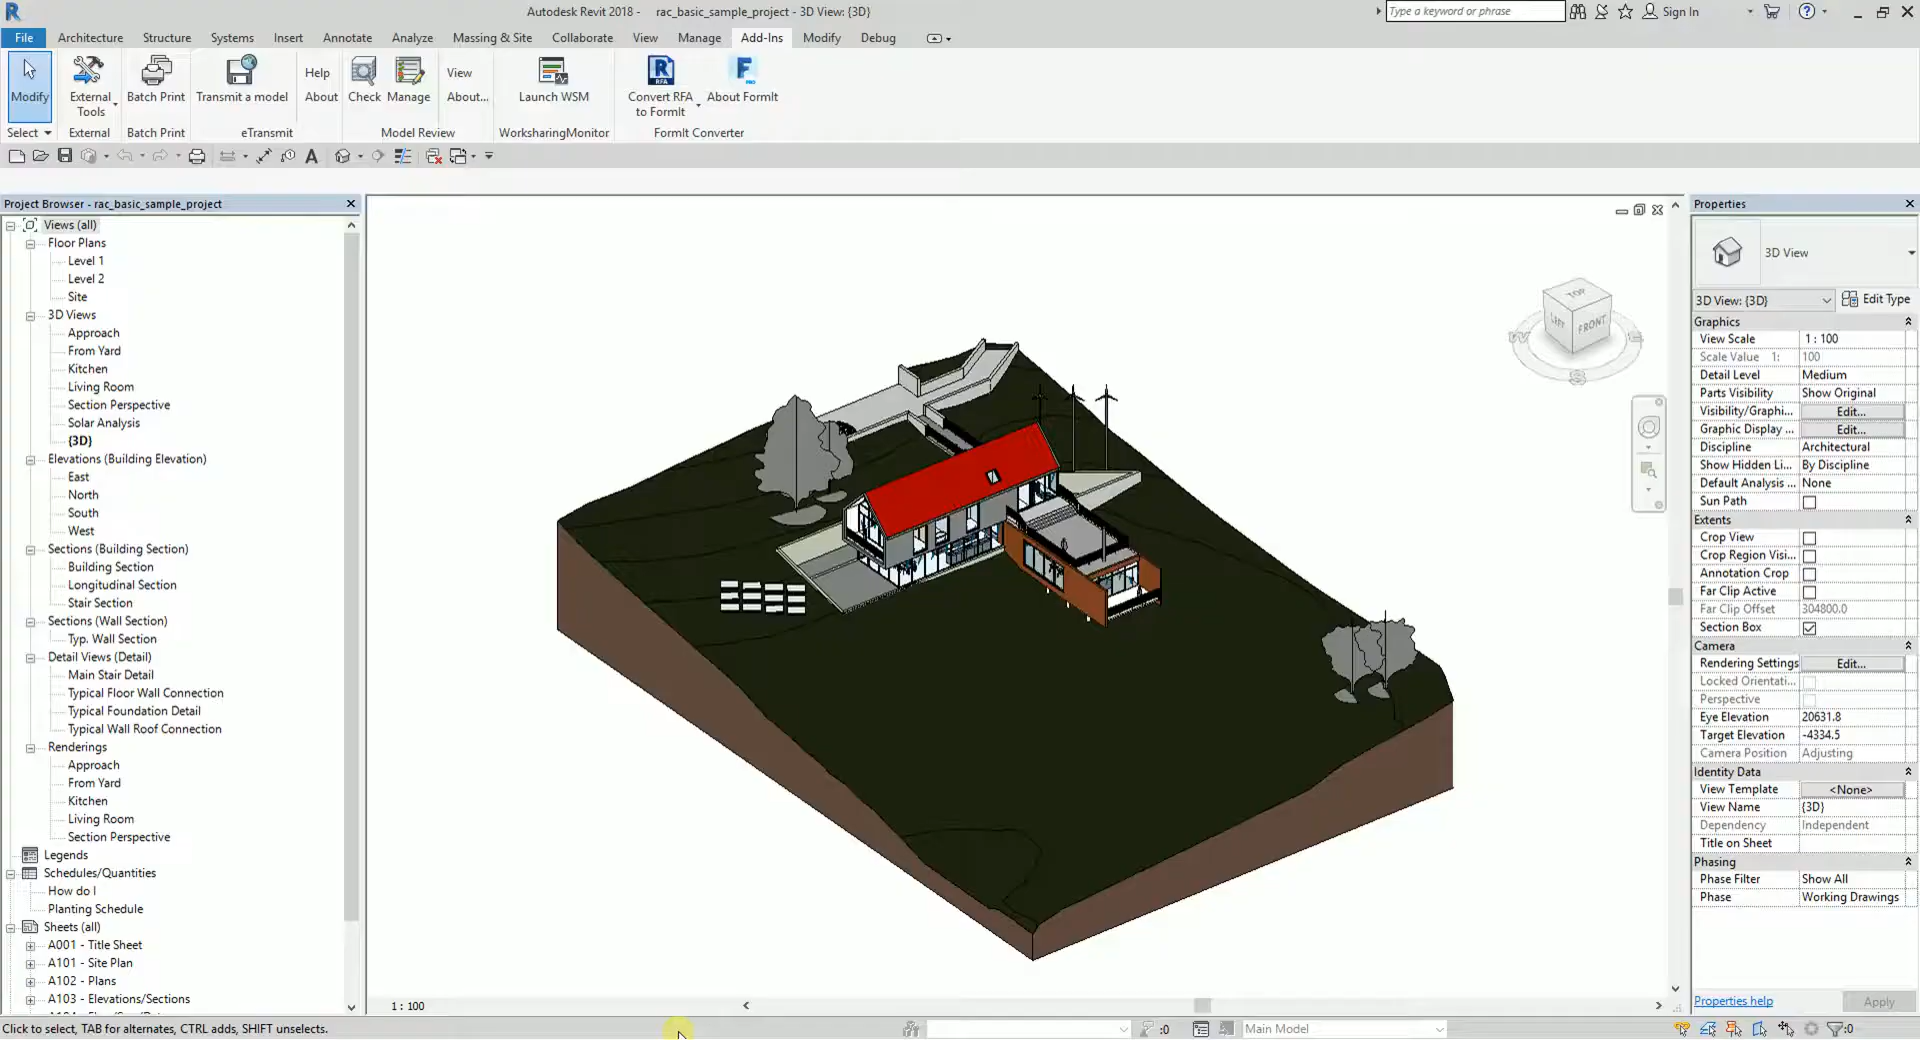 Autodesk Revit 2018 -    rac_basic_sample_project - 3D View: {3D}
Type a keyword or phrase
Sign In
File
Architecture
Structure
Systems
Insert
Annotate
Analyze
Massing & Site
Collaborate
View
Manage
Add-Ins
Modify
Debug
Modify
External Tools
Batch Print
Transmit a model
Help
About
Check
Manage
View
About...
Launch WSM
Convert RFA to FormIt
About FormIt
Select
External
Batch Print
eTransmit
Model Review
WorksharingMonitor
FormIt Converter
Project Browser - rac_basic_sample_project
Views (all)
Floor Plans
Level 1
Level 2
Site
3D Views
Approach
From Yard
Kitchen
Living Room
Section Perspective
Solar Analysis
{3D}
Elevations (Building Elevation)
East
North
South
West
Sections (Building Section)
Building Section
Longitudinal Section
Stair Section
Sections (Wall Section)
Typ. Wall Section
Detail Views (Detail)
Main Stair Detail
Typical Floor Wall Connection
Typical Foundation Detail
Typical Wall Roof Connection
Renderings
Approach
From Yard
Kitchen
Living Room
Section Perspective
Legends
Schedules/Quantities
How do I
Planting Schedule
Sheets (all)
A001 - Title Sheet
A101 - Site Plan
A102 - Plans
A103 - Elevations/Sections
TOP
LEFT
FRONT
W
E
S
1 : 100
Properties
3D View
3D View: {3D}
Edit Type
Graphics
View Scale 1 : 100
Scale Value 1: 100
Detail Level Medium
Parts Visibility Show Original
Visibility/Graphi... Edit...
Graphic Display ... Edit...
Discipline Architectural
Show Hidden Li... By Discipline
Default Analysis ... None
Sun Path
Extents
Crop View
Crop Region Visi...
Annotation Crop
Far Clip Active
Far Clip Offset 304800.0
Section Box
Camera
Rendering Settings Edit...
Locked Orientati...
Perspective
Eye Elevation 20631.8
Target Elevation -4334.5
Camera Position Adjusting
Identity Data
View Template <None>
View Name {3D}
Dependency Independent
Title on Sheet
Phasing
Phase Filter Show All
Phase Working Drawings
Properties help
Apply
Click to select, TAB for alternates, CTRL adds, SHIFT unselects.
:0
Main Model
:0